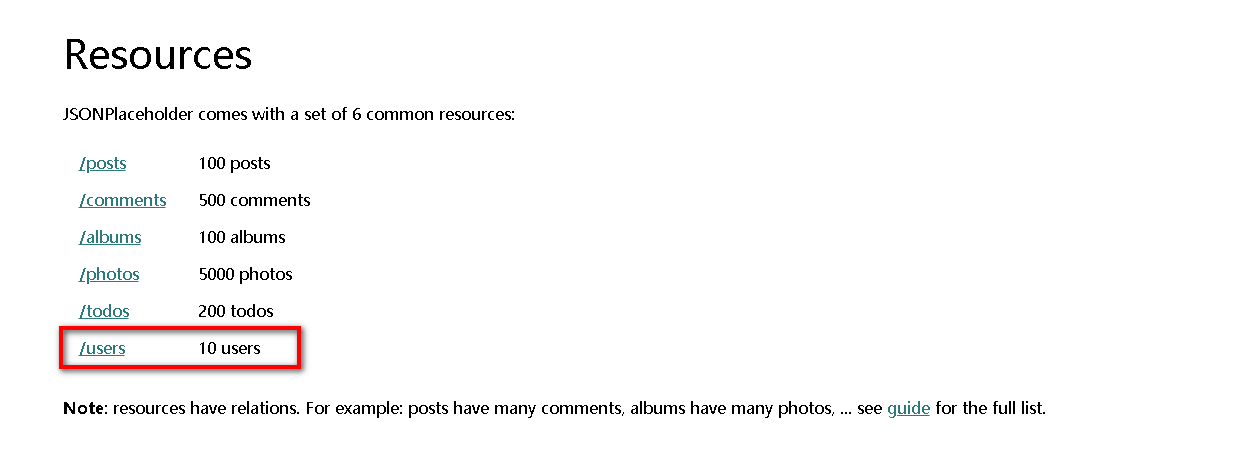 Resources
JSONPlaceholder comes with a set of 6 common resources:
/posts 100 posts
/comments 500 comments
/albums 100 albums
/photos 5000 photos
/todos 200 todos
/users 10 users
Note: resources have relations. For example: posts have many comments, albums have many photos, ... see guide for the full list.